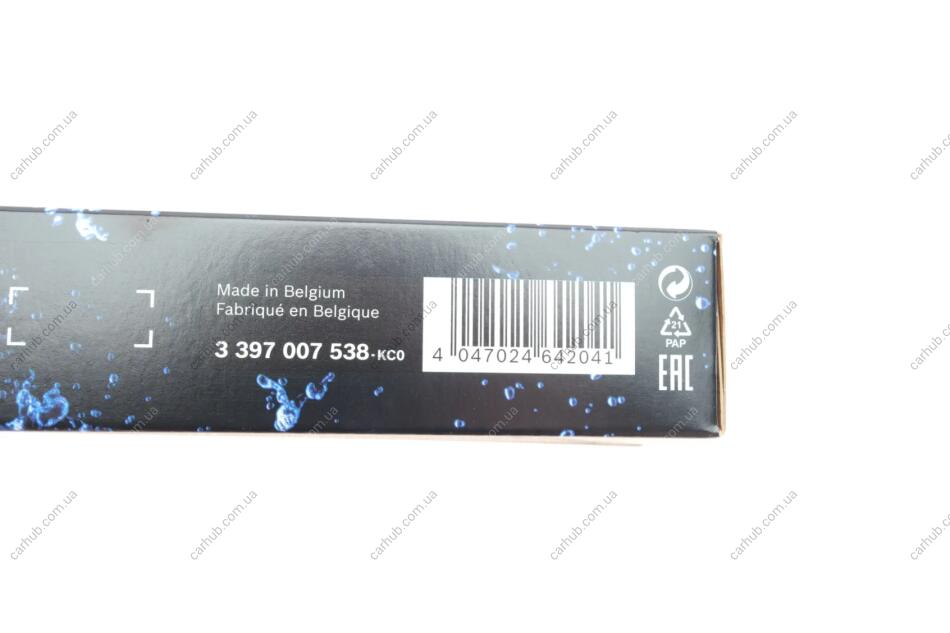 Made in Belgium
Fabriqué en Belgique
3 397 007 538-KC0
4 047024 642041
21
PAP
EAC
carhub.com.ua